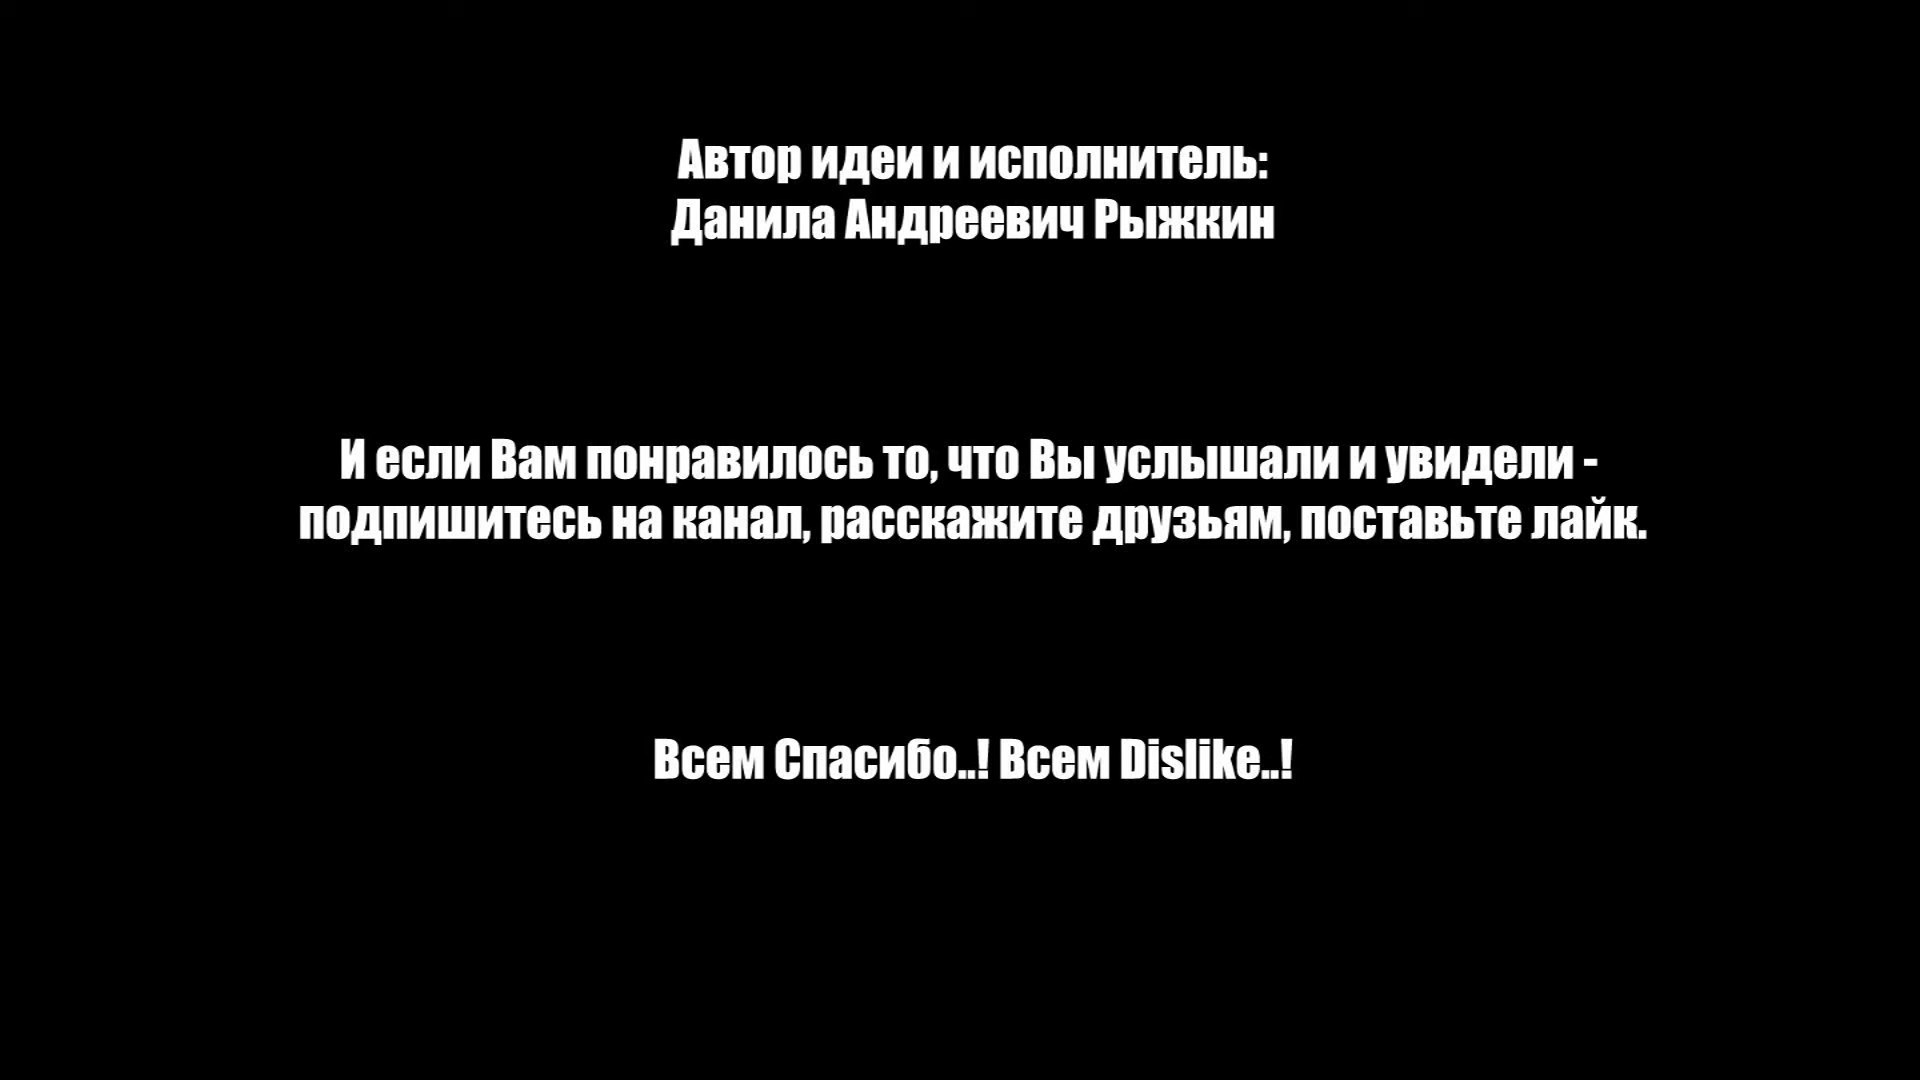 Автор идеи и исполнитель:
Данила Андреевич Рыжкин
И если Вам понравилось то, что Вы услышали и увидели -
подпишитесь на канал, расскажите друзьям, поставьте лайк.
Всем Спасибо..! Всем Dislike..!